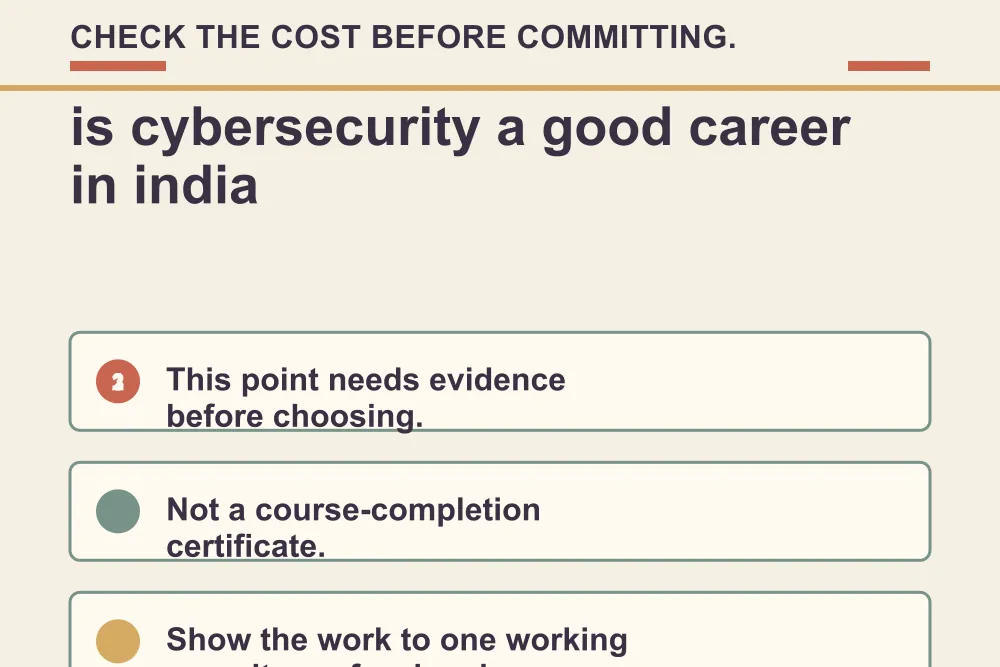 CHECK THE COST BEFORE COMMITTING.
is cybersecurity a good career
in india
This point needs evidence
before choosing.
Not a course-completion
certificate.
Show the work to one working